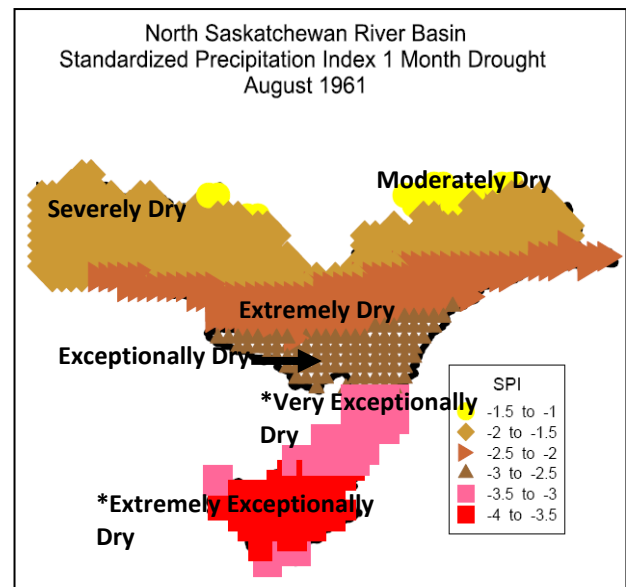 North Saskatchewan River Basin
Standardized Precipitation Index 1 Month Drought
August 1961
Moderately Dry
Severely Dry
Extremely Dry
Exceptionally Dry
*Very Exceptionally
Dry
*Extremely Exceptionally
Dry
SPI
-1.5 to -1
-2 to -1.5
-2.5 to -2
-3 to -2.5
-3.5 to -3
-4 to -3.5